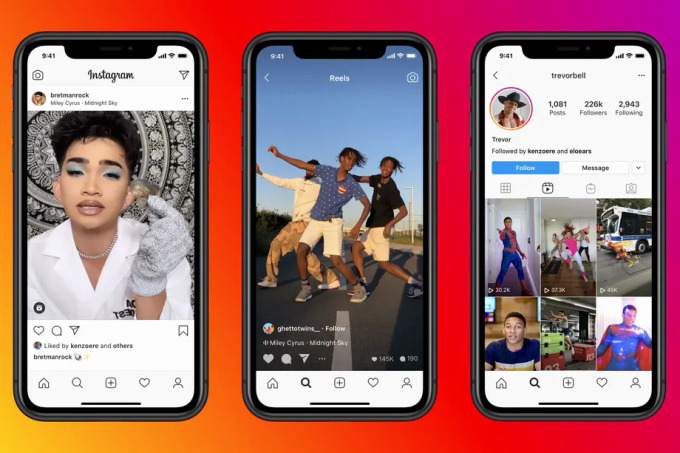 9:41
Instagram
bretmanrock
Miley Cyrus · Midnight Sky
Liked by kenzoere and others
bretmanrock
9:41
Reels
ghettotwins__ · Follow
Miley Cyrus · Midnight Sky
145K
190
9:41
trevorbell
1,081
226k
2,943
Posts
Followers
Following
Trevor
Followed by kenzoere and eloears
Follow
Message
30.2K
37.3K
45K